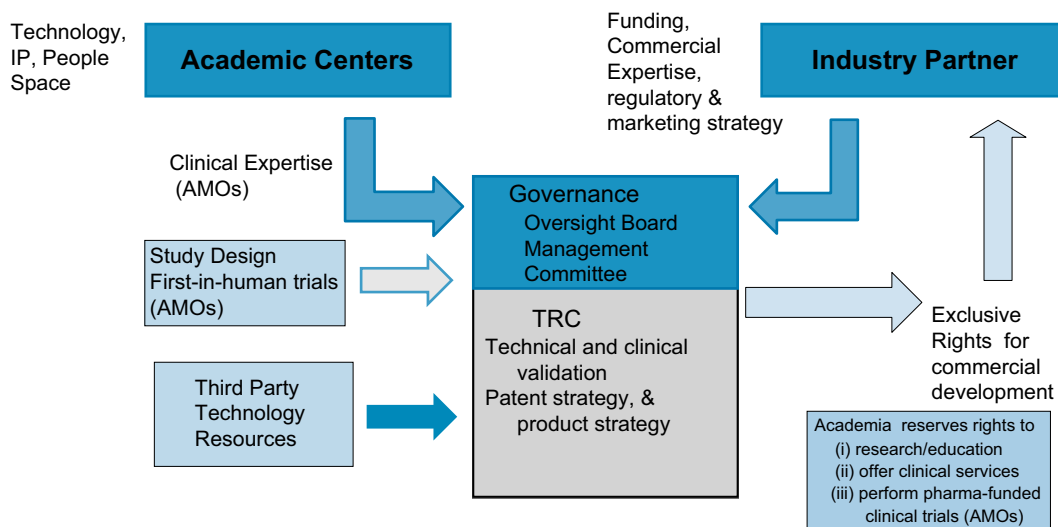 Technology,
IP, People
Space
Academic Centers
Funding,
Commercial
Expertise,
regulatory &
marketing strategy
Industry Partner
Clinical Expertise
(AMOs)
Governance
Oversight Board
Management
Committee
Study Design
First-in-human trials
(AMOs)
TRC
Technical and clinical
validation
Patent strategy, &
product strategy
Third Party
Technology
Resources
Exclusive
Rights for
commercial
development
Academia reserves rights to
(i) research/education
(ii) offer clinical services
(iii) perform pharma-funded
clinical trials (AMOs)